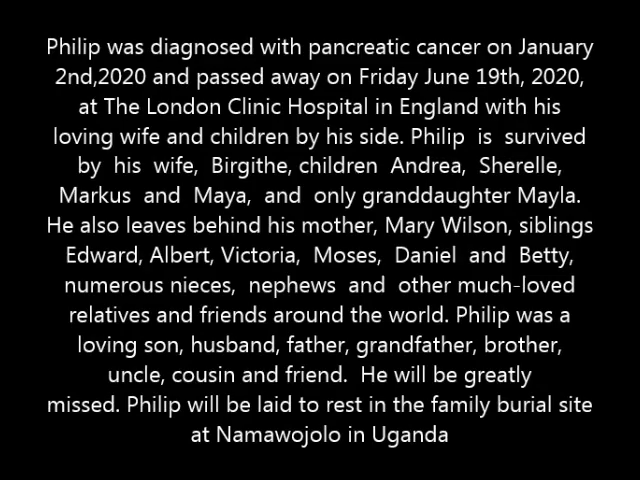 Philip was diagnosed with pancreatic cancer on January
2nd,2020 and passed away on Friday June 19th, 2020,
at The London Clinic Hospital in England with his
loving wife and children by his side. Philip is survived
by his wife, Birgithe, children Andrea, Sherelle,
Markus and Maya, and only granddaughter Mayla.
He also leaves behind his mother, Mary Wilson, siblings
Edward, Albert, Victoria, Moses, Daniel and Betty,
numerous nieces, nephews and other much-loved
relatives and friends around the world. Philip was a
loving son, husband, father, grandfather, brother,
uncle, cousin and friend. He will be greatly
missed. Philip will be laid to rest in the family burial site
at Namawojolo in Uganda